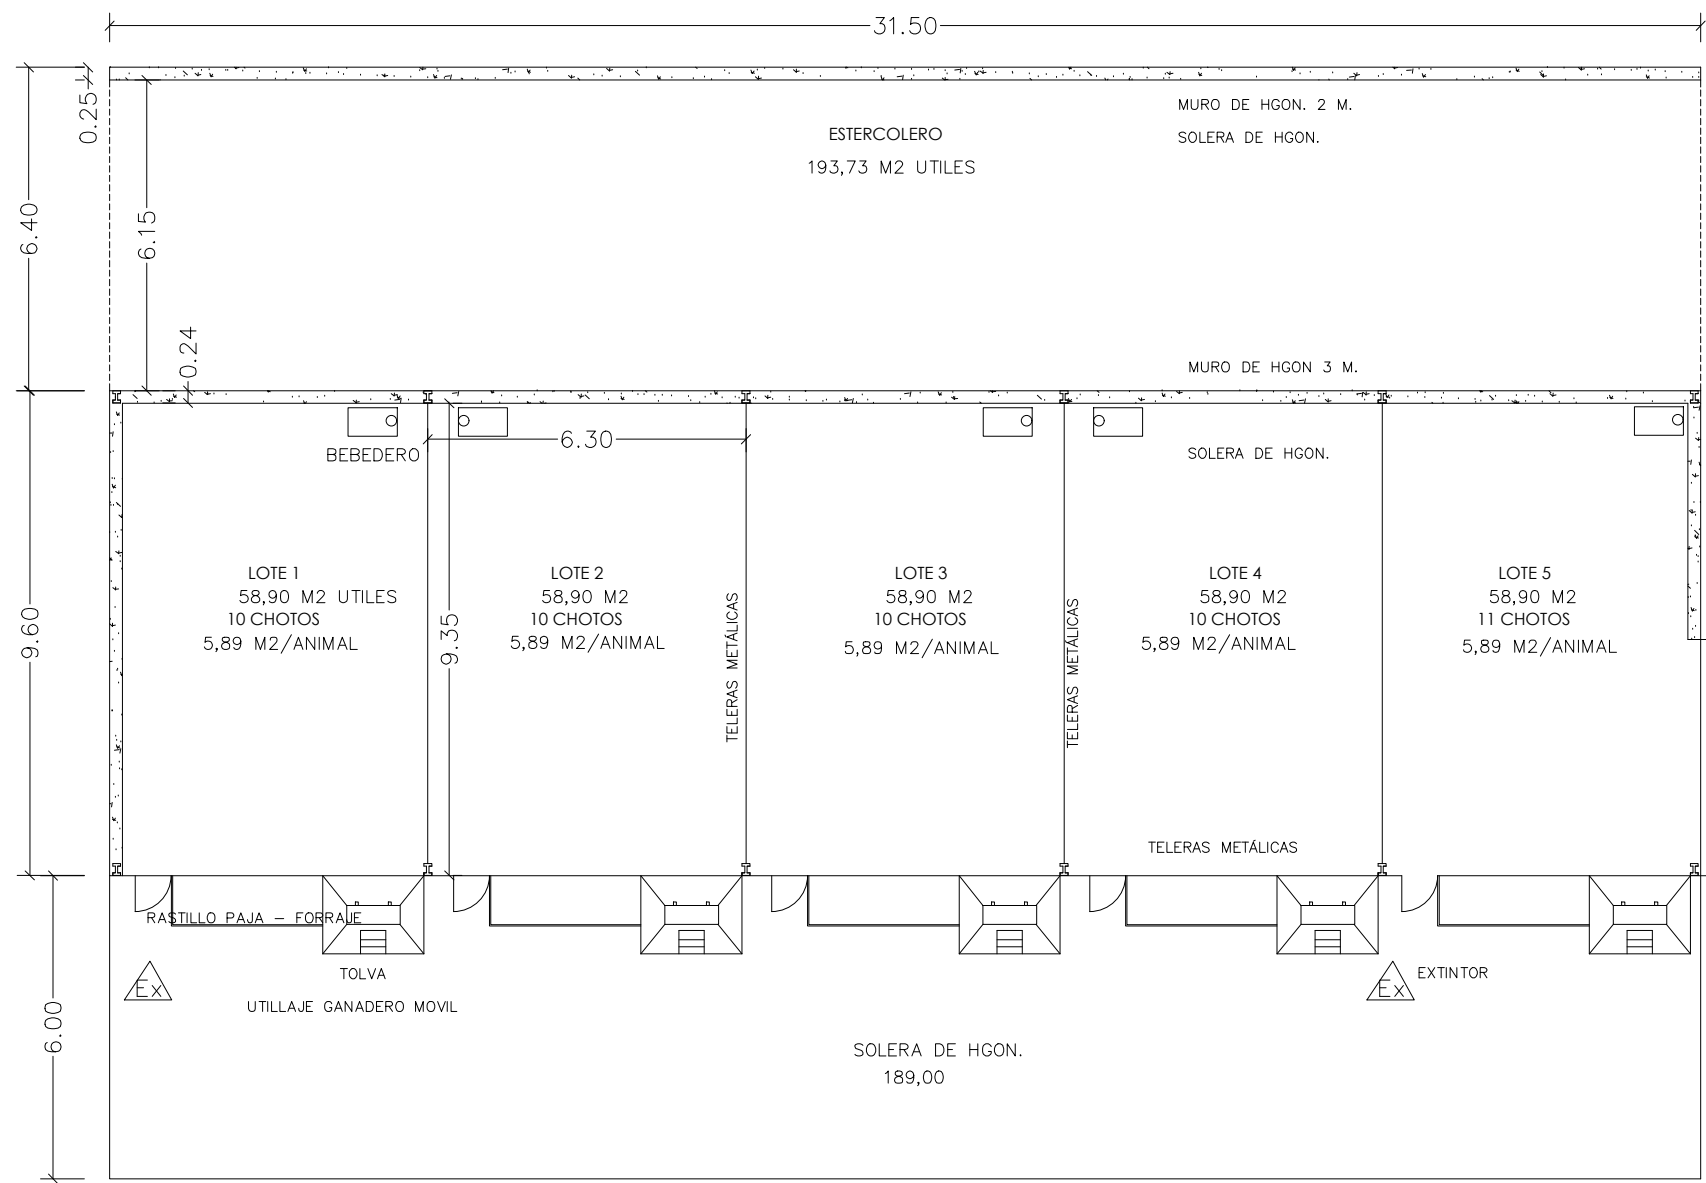 31.50
0.25
MURO DE HGON. 2 M.
ESTERCOLERO
SOLERA DE HGON.
193,73 M2 UTILES
6.40
6.15
0.24
MURO DE HGON 3 M.
6.30
BEBEDERO
SOLERA DE HGON.
LOTE 1
58,90 M2 UTILES
10 CHOTOS
5,89 M2/ANIMAL
LOTE 2
58,90 M2
10 CHOTOS
5,89 M2/ANIMAL
LOTE 3
58,90 M2
10 CHOTOS
5,89 M2/ANIMAL
LOTE 4
58,90 M2
10 CHOTOS
5,89 M2/ANIMAL
LOTE 5
58,90 M2
11 CHOTOS
5,89 M2/ANIMAL
9.60
9.35
TELERAS METÁLICAS
TELERAS METÁLICAS
TELERAS METÁLICAS
RASTILLO PAJA – FORRAJE
TOLVA
EXTINTOR
Ex
Ex
UTILLAJE GANADERO MOVIL
6.00
SOLERA DE HGON.
189,00